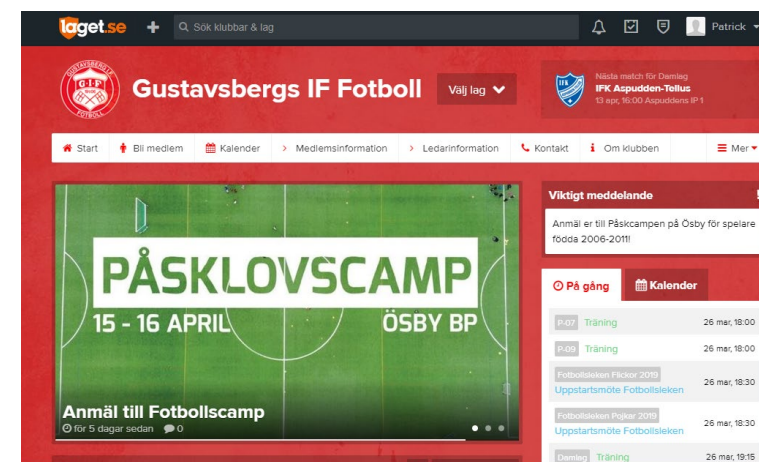 laget.se
Sök klubbar & lag
Patrick
G·I·F
FOTBOLL
Gustavsbergs IF Fotboll
Välj lag
IFK
Nästa match för Damlag
IFK Aspudden-Tellus
13 apr, 16:00 Aspuddens IP 1
Start
Bli medlem
Kalender
Medlemsinformation
Ledarinformation
Kontakt
Om klubben
Mer
PÅSKLOVSCAMP
15 - 16 APRIL
ÖSBY BP
Anmäl till Fotbollscamp
för 5 dagar sedan 0
Viktigt meddelande !
Anmäl er till Påskcampen på Ösby för spelare
födda 2006-2011!
På gång
Kalender
P-07 Träning 26 mar, 18:00
P-09 Träning 26 mar, 18:00
Fotbollsleken Flickor 2019
Uppstartsmöte Fotbollsleken 26 mar, 18:30
Fotbollsleken Pojkar 2019
Uppstartsmöte Fotbollsleken 26 mar, 18:30
Damlag Träning 26 mar, 19:15